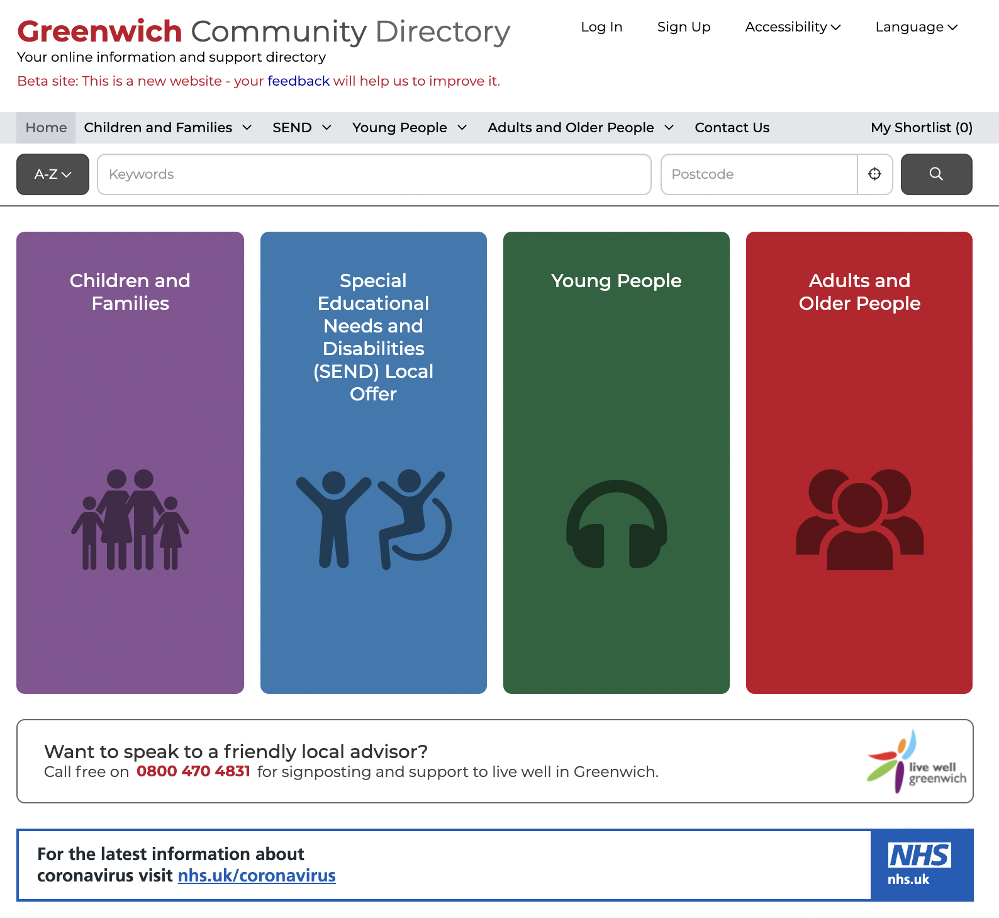 Greenwich Community Directory
Your online information and support directory
Beta site: This is a new website - your feedback will help us to improve it.
Log In Sign Up Accessibility Language
Home Children and Families SEND Young People Adults and Older People Contact Us My Shortlist (0)
A-Z Keywords Postcode
Children and
Families
Special
Educational
Needs and
Disabilities
(SEND) Local
Offer
Young People
Adults and
Older People
Want to speak to a friendly local advisor?
Call free on 0800 470 4831 for signposting and support to live well in Greenwich.
live well
greenwich
For the latest information about
coronavirus visit nhs.uk/coronavirus
NHS
nhs.uk